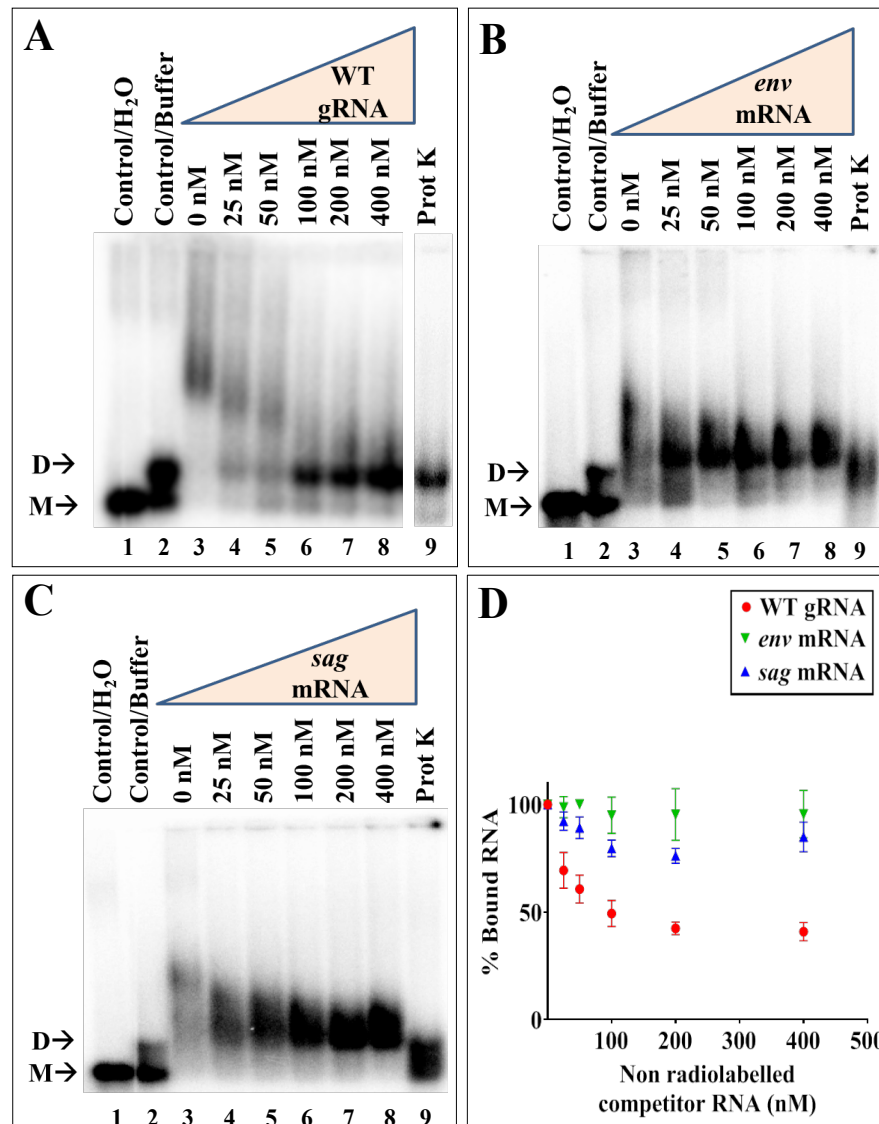 A
WT
gRNA
Control/H₂O
Control/Buffer
0 nM
25 nM
50 nM
100 nM
200 nM
400 nM
Prot K
D→
M→
1 2 3 4 5 6 7 8 9
B
env
mRNA
Control/H₂O
Control/Buffer
0 nM
25 nM
50 nM
100 nM
200 nM
400 nM
Prot K
D→
M→
1 2 3 4 5 6 7 8 9
C
sag
mRNA
Control/H₂O
Control/Buffer
0 nM
25 nM
50 nM
100 nM
200 nM
400 nM
Prot K
D→
M→
1 2 3 4 5 6 7 8 9
D
WT gRNA
env mRNA
sag mRNA
% Bound RNA
100
50
0
100 200 300 400 500
Non radiolabelled
competitor RNA (nM)